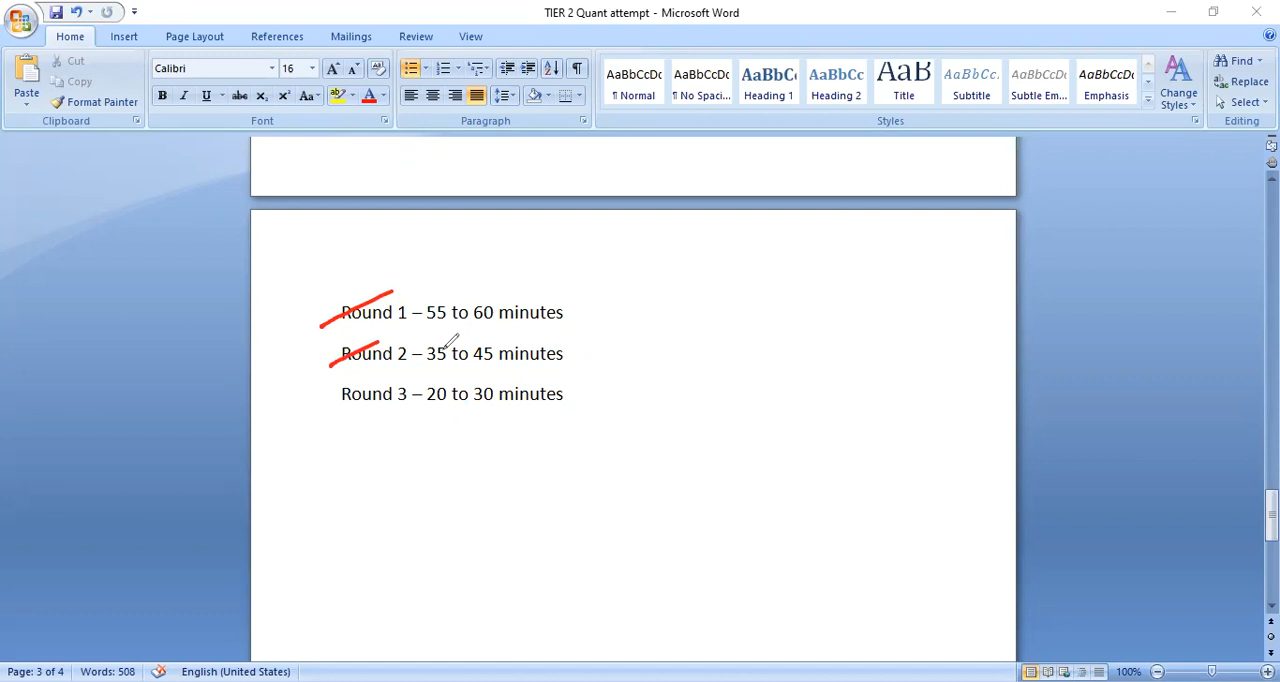 TIER 2 Quant attempt - Microsoft Word
Home Insert Page Layout References Mailings Review View
Paste
Cut
Copy
Format Painter
Clipboard
Calibri 16
Font
Paragraph
AaBbCcDc AaBbCcDc AaBbCc AaBbCc AaB AaBbCc. AaBbCcDc AaBbCcDc
¶ Normal ¶ No Spaci... Heading 1 Heading 2 Title Subtitle Subtle Em... Emphasis
Change Styles
Styles
Find
Replace
Select
Editing
Round 1 – 55 to 60 minutes
Round 2 – 35 to 45 minutes
Round 3 – 20 to 30 minutes
Page: 3 of 4 Words: 508 English (United States) 100%